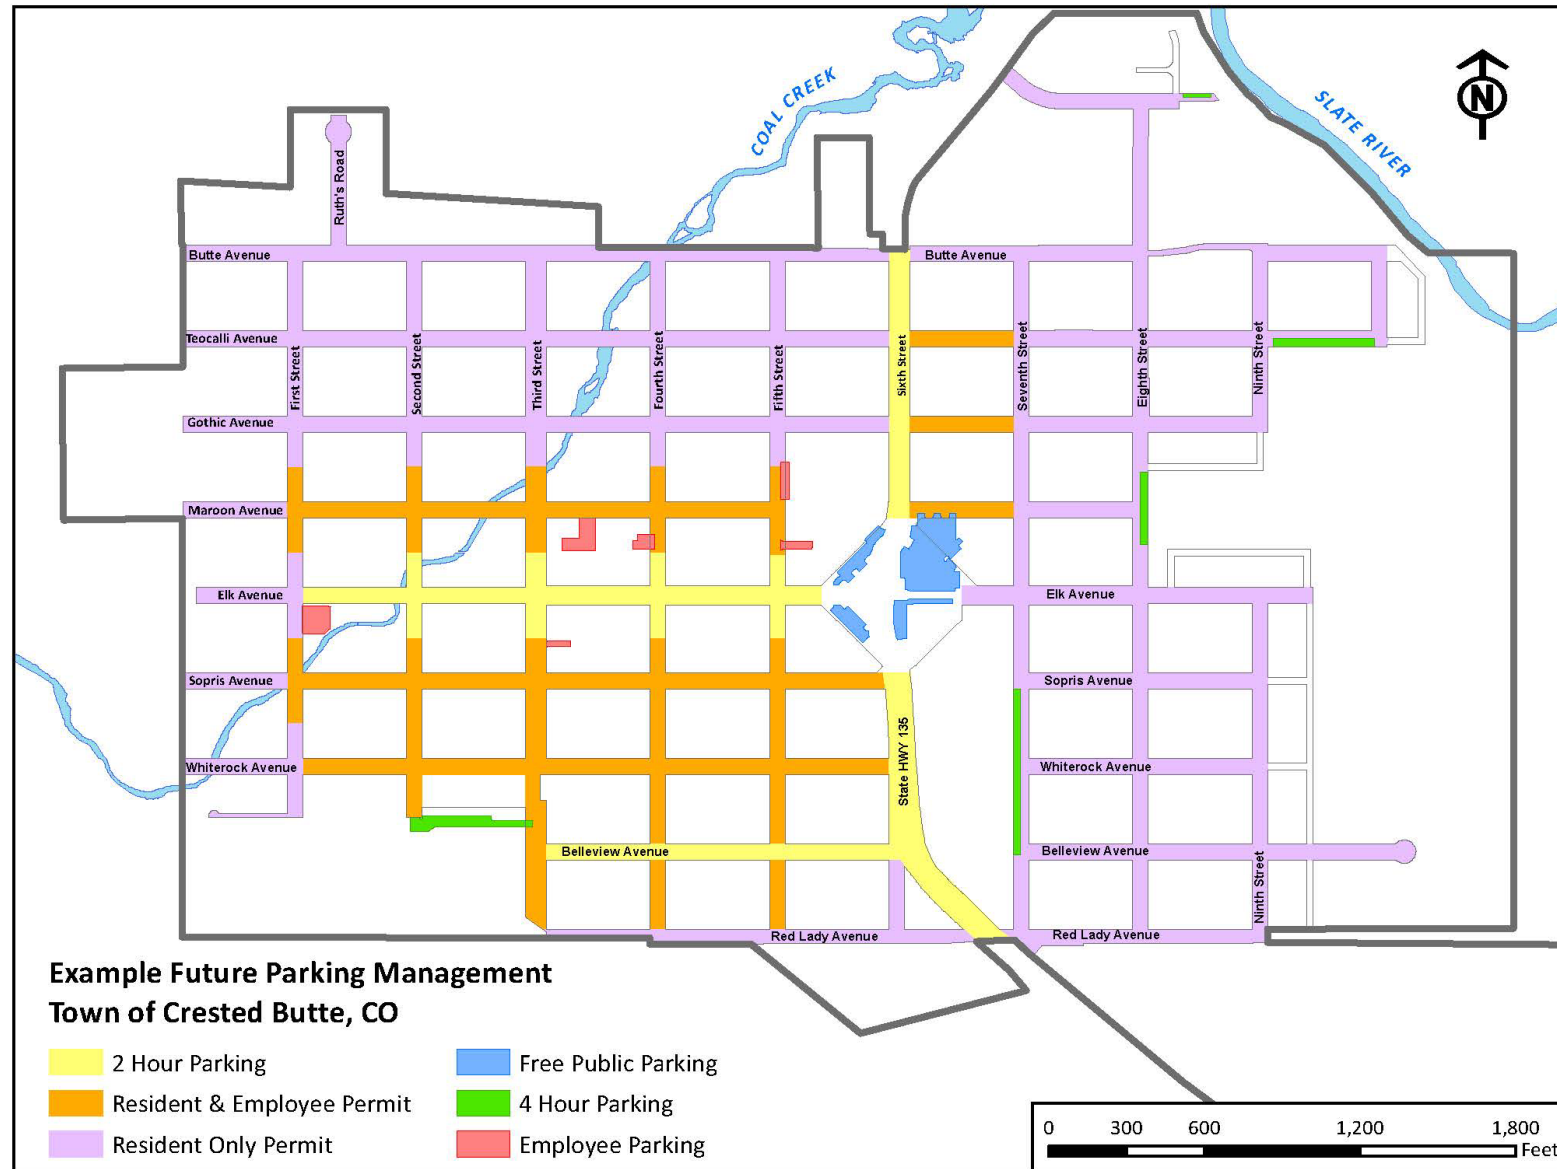 COAL CREEK
SLATE RIVER
N
Ruth's Road
Butte Avenue
Butte Avenue
Teocalli Avenue
First Street
Second Street
Third Street
Fourth Street
Fifth Street
Sixth Street
Seventh Street
Eighth Street
Ninth Street
Gothic Avenue
Maroon Avenue
Elk Avenue
Elk Avenue
Sopris Avenue
Sopris Avenue
Whiterock Avenue
Whiterock Avenue
State HWY 135
Belleview Avenue
Belleview Avenue
Ninth Street
Red Lady Avenue
Red Lady Avenue
Example Future Parking Management
Town of Crested Butte, CO
2 Hour Parking
Resident & Employee Permit
Resident Only Permit
Free Public Parking
4 Hour Parking
Employee Parking
0 300 600 1,200 1,800
Feet